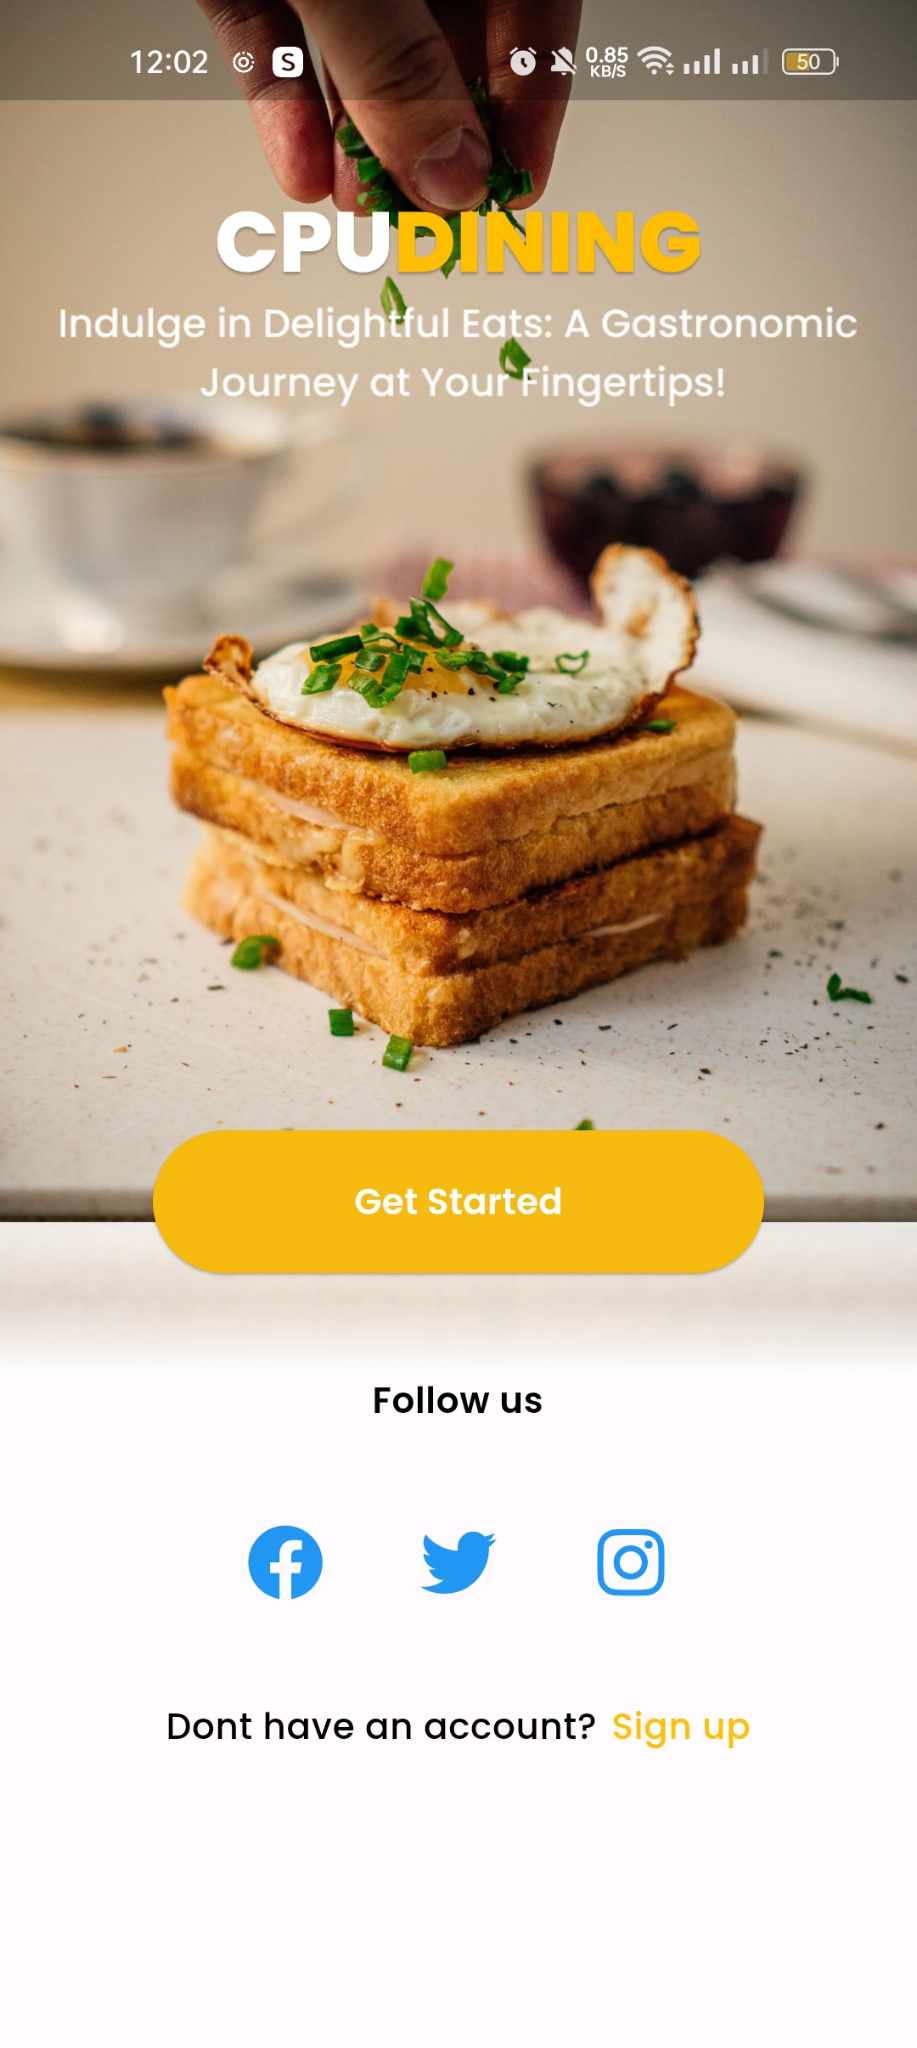 12:02 S 0.85 KB/S 50
CPUDINING
Indulge in Delightful Eats: A Gastronomic
Journey at Your Fingertips!
Get Started
Follow us
Dont have an account? Sign up